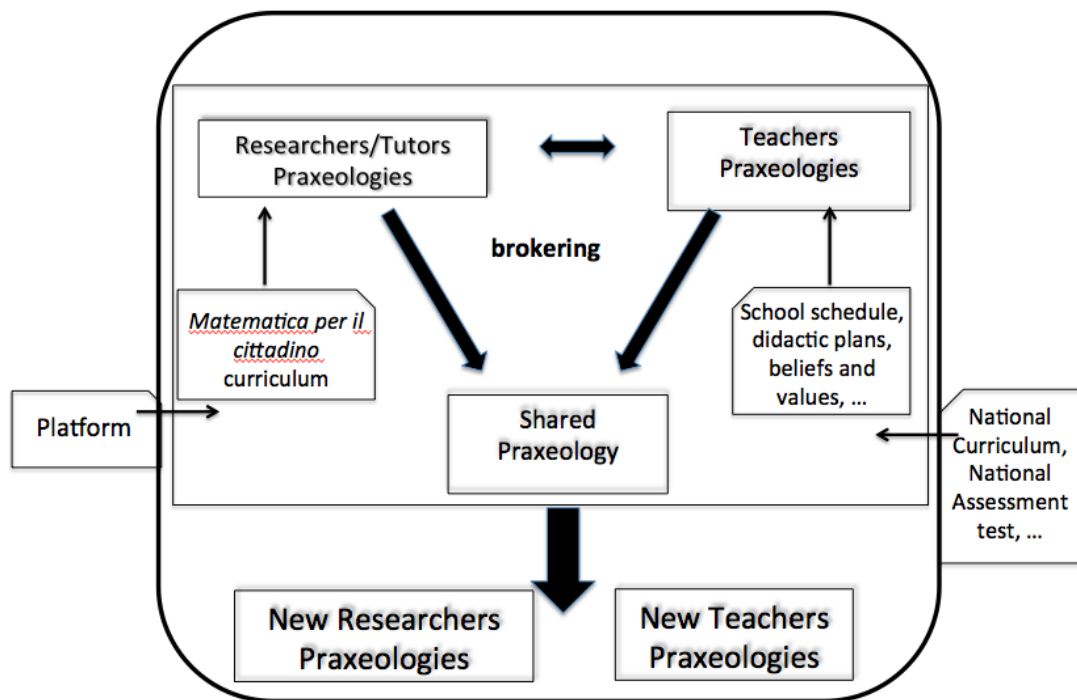 Researchers/Tutors
Praxeologies
Teachers
Praxeologies
brokering
Matematica per il
cittadino
curriculum
School schedule,
didactic plans,
beliefs and
values, …
Platform
Shared
Praxeology
National
Curriculum,
National
Assessment
test, …
New Researchers
Praxeologies
New Teachers
Praxeologies